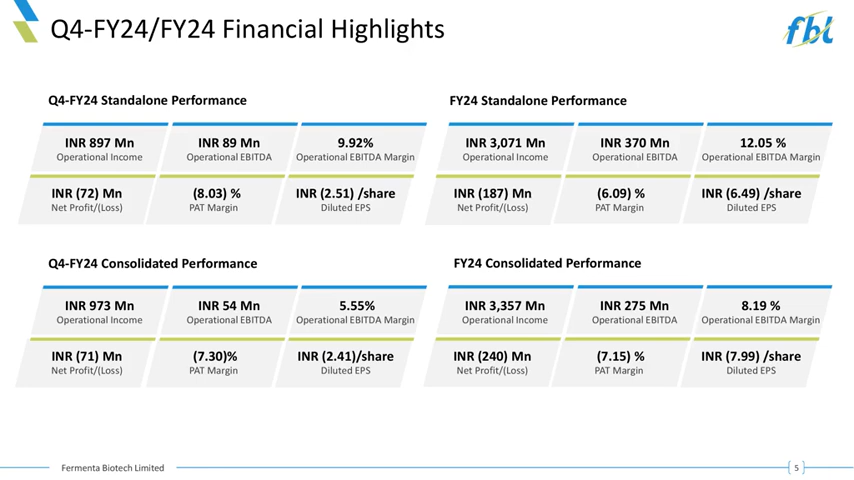 Q4-FY24/FY24 Financial Highlights
fbl
Q4-FY24 Standalone Performance
INR 897 Mn
Operational Income
INR 89 Mn
Operational EBITDA
9.92%
Operational EBITDA Margin
INR (72) Mn
Net Profit/(Loss)
(8.03) %
PAT Margin
INR (2.51) /share
Diluted EPS
FY24 Standalone Performance
INR 3,071 Mn
Operational Income
INR 370 Mn
Operational EBITDA
12.05 %
Operational EBITDA Margin
INR (187) Mn
Net Profit/(Loss)
(6.09) %
PAT Margin
INR (6.49) /share
Diluted EPS
Q4-FY24 Consolidated Performance
INR 973 Mn
Operational Income
INR 54 Mn
Operational EBITDA
5.55%
Operational EBITDA Margin
INR (71) Mn
Net Profit/(Loss)
(7.30)%
PAT Margin
INR (2.41)/share
Diluted EPS
FY24 Consolidated Performance
INR 3,357 Mn
Operational Income
INR 275 Mn
Operational EBITDA
8.19 %
Operational EBITDA Margin
INR (240) Mn
Net Profit/(Loss)
(7.15) %
PAT Margin
INR (7.99) /share
Diluted EPS
Fermenta Biotech Limited
5